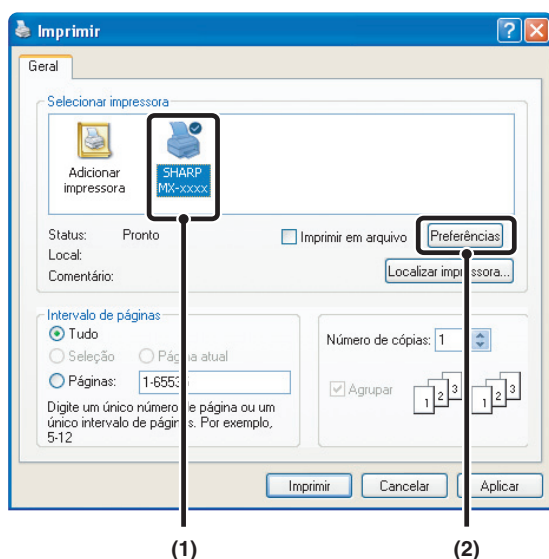 Imprimir
Geral
Selecionar impressora
Adicionar
impressora
SHARP
MX-xxxx
Status: Pronto
Imprimir em arquivo
Preferências
Local:
Comentário:
Localizar impressora...
Intervalo de páginas
Tudo
Seleção
Página atual
Páginas:
1-65535
Digite um único número de página ou um
único intervalo de páginas. Por exemplo,
5-12
Número de cópias: 1
Agrupar
1 2 3
1 2 3
Imprimir
Cancelar
Aplicar
(1)
(2)